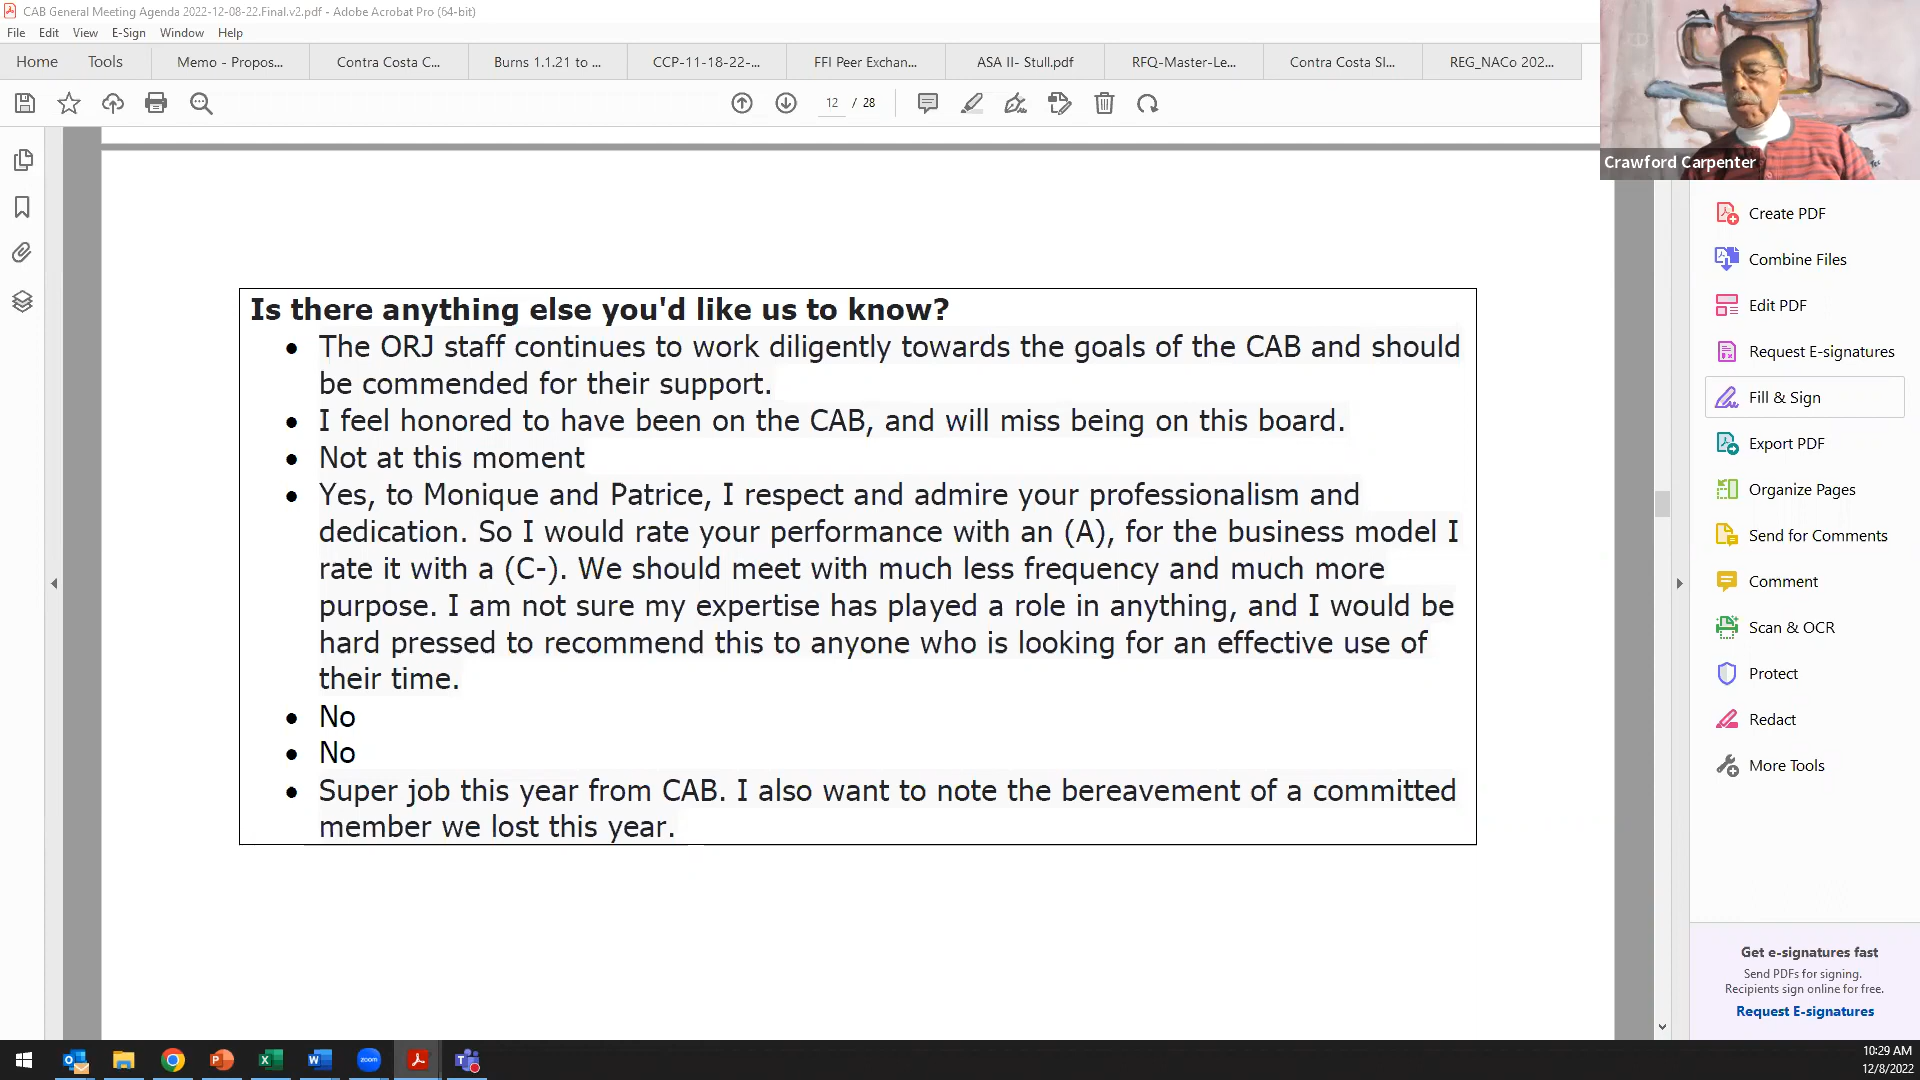 CAB General Meeting Agenda 2022-12-08-22.Final.v2.pdf - Adobe Acrobat Pro (64-bit)
File Edit View E-Sign Window Help
Home Tools Memo - Propos... Contra Costa C... Burns 1.1.21 to ... CCP-11-18-22-... FFI Peer Exchan... ASA II- Stull.pdf RFQ-Master-Le... Contra Costa Sl... REG_NACo 202...
12 / 28
Crawford Carpenter
Is there anything else you'd like us to know?
• The ORJ staff continues to work diligently towards the goals of the CAB and should
be commended for their support.
• I feel honored to have been on the CAB, and will miss being on this board.
• Not at this moment
• Yes, to Monique and Patrice, I respect and admire your professionalism and
dedication. So I would rate your performance with an (A), for the business model I
rate it with a (C-). We should meet with much less frequency and much more
purpose. I am not sure my expertise has played a role in anything, and I would be
hard pressed to recommend this to anyone who is looking for an effective use of
their time.
• No
• No
• Super job this year from CAB. I also want to note the bereavement of a committed
member we lost this year.
Create PDF
Combine Files
Edit PDF
Request E-signatures
Fill & Sign
Export PDF
Organize Pages
Send for Comments
Comment
Scan & OCR
Protect
Redact
More Tools
Get e-signatures fast
Send PDFs for signing.
Recipients sign online for free.
Request E-signatures
zoom
10:29 AM
12/8/2022